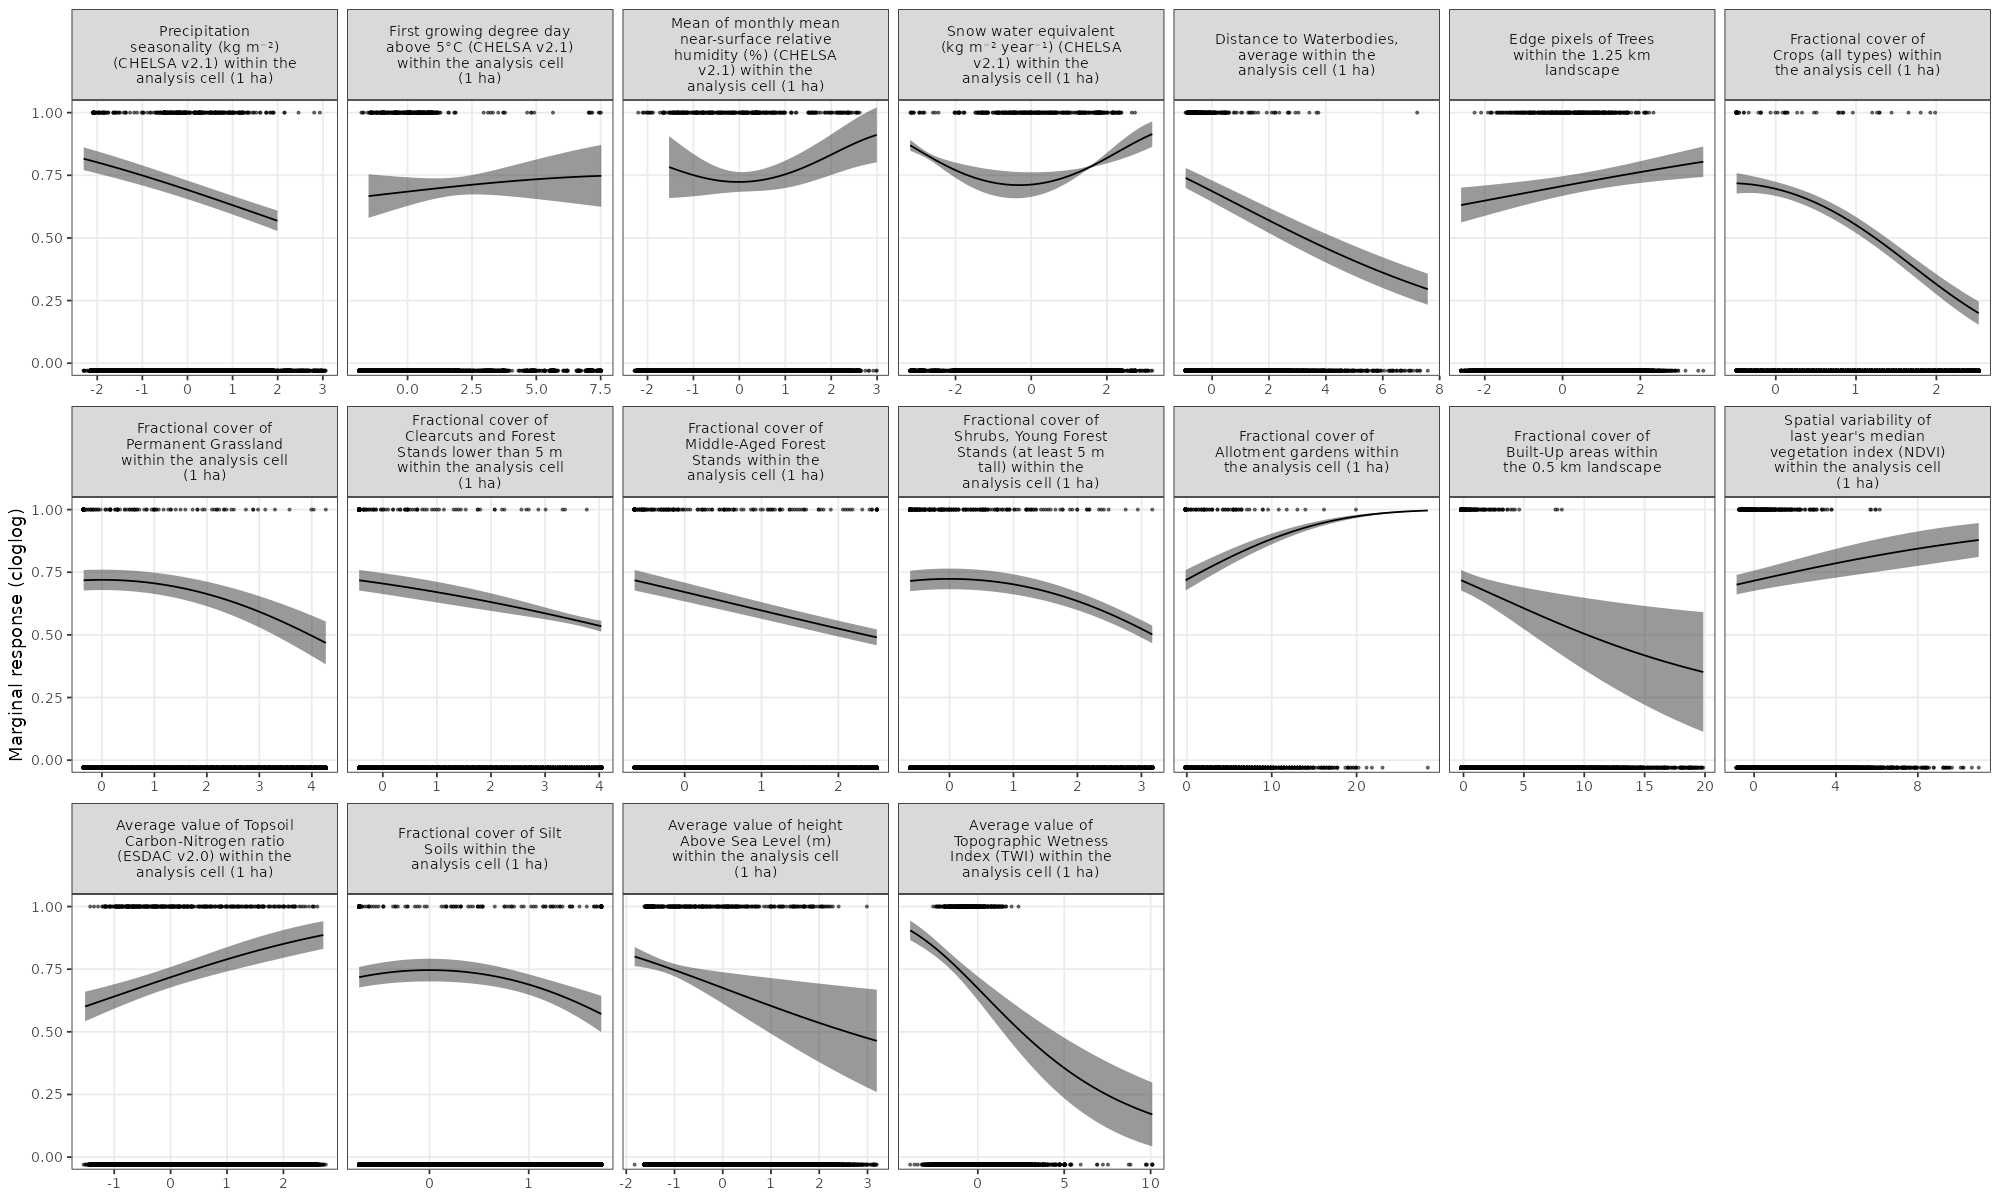 Precipitation
seasonality (kg m⁻²)
(CHELSA v2.1) within the
analysis cell (1 ha)
First growing degree day
above 5°C (CHELSA v2.1)
within the analysis cell
(1 ha)
Mean of monthly mean
near-surface relative
humidity (%) (CHELSA
v2.1) within the
analysis cell (1 ha)
Snow water equivalent
(kg m⁻² year⁻¹) (CHELSA
v2.1) within the
analysis cell (1 ha)
Distance to Waterbodies,
average within the
analysis cell (1 ha)
Edge pixels of Trees
within the 1.25 km
landscape
Fractional cover of
Crops (all types) within
the analysis cell (1 ha)
1.00
0.75
0.50
0.25
0.00
-2 -1 0 1 2 3
0.0 2.5 5.0 7.5
-2 -1 0 1 2 3
-2 0 2
0 2 4 6 8
-2 0 2
0 1 2
Fractional cover of
Permanent Grassland
within the analysis cell
(1 ha)
Fractional cover of
Clearcuts and Forest
Stands lower than 5 m
within the analysis cell
(1 ha)
Fractional cover of
Middle-Aged Forest
Stands within the
analysis cell (1 ha)
Fractional cover of
Shrubs, Young Forest
Stands (at least 5 m
tall) within the
analysis cell (1 ha)
Fractional cover of
Allotment gardens within
the analysis cell (1 ha)
Fractional cover of
Built-Up areas within
the 0.5 km landscape
Spatial variability of
last year's median
vegetation index (NDVI)
within the analysis cell
(1 ha)
Marginal response (cloglog)
1.00
0.75
0.50
0.25
0.00
0 1 2 3 4
0 1 2 3 4
0 1 2
0 1 2 3
0 10 20
0 5 10 15 20
0 4 8
Average value of Topsoil
Carbon-Nitrogen ratio
(ESDAC v2.0) within the
analysis cell (1 ha)
Fractional cover of Silt
Soils within the
analysis cell (1 ha)
Average value of height
Above Sea Level (m)
within the analysis cell
(1 ha)
Average value of
Topographic Wetness
Index (TWI) within the
analysis cell (1 ha)
1.00
0.75
0.50
0.25
0.00
-1 0 1 2
0 1
-2 -1 0 1 2 3
0 5 10